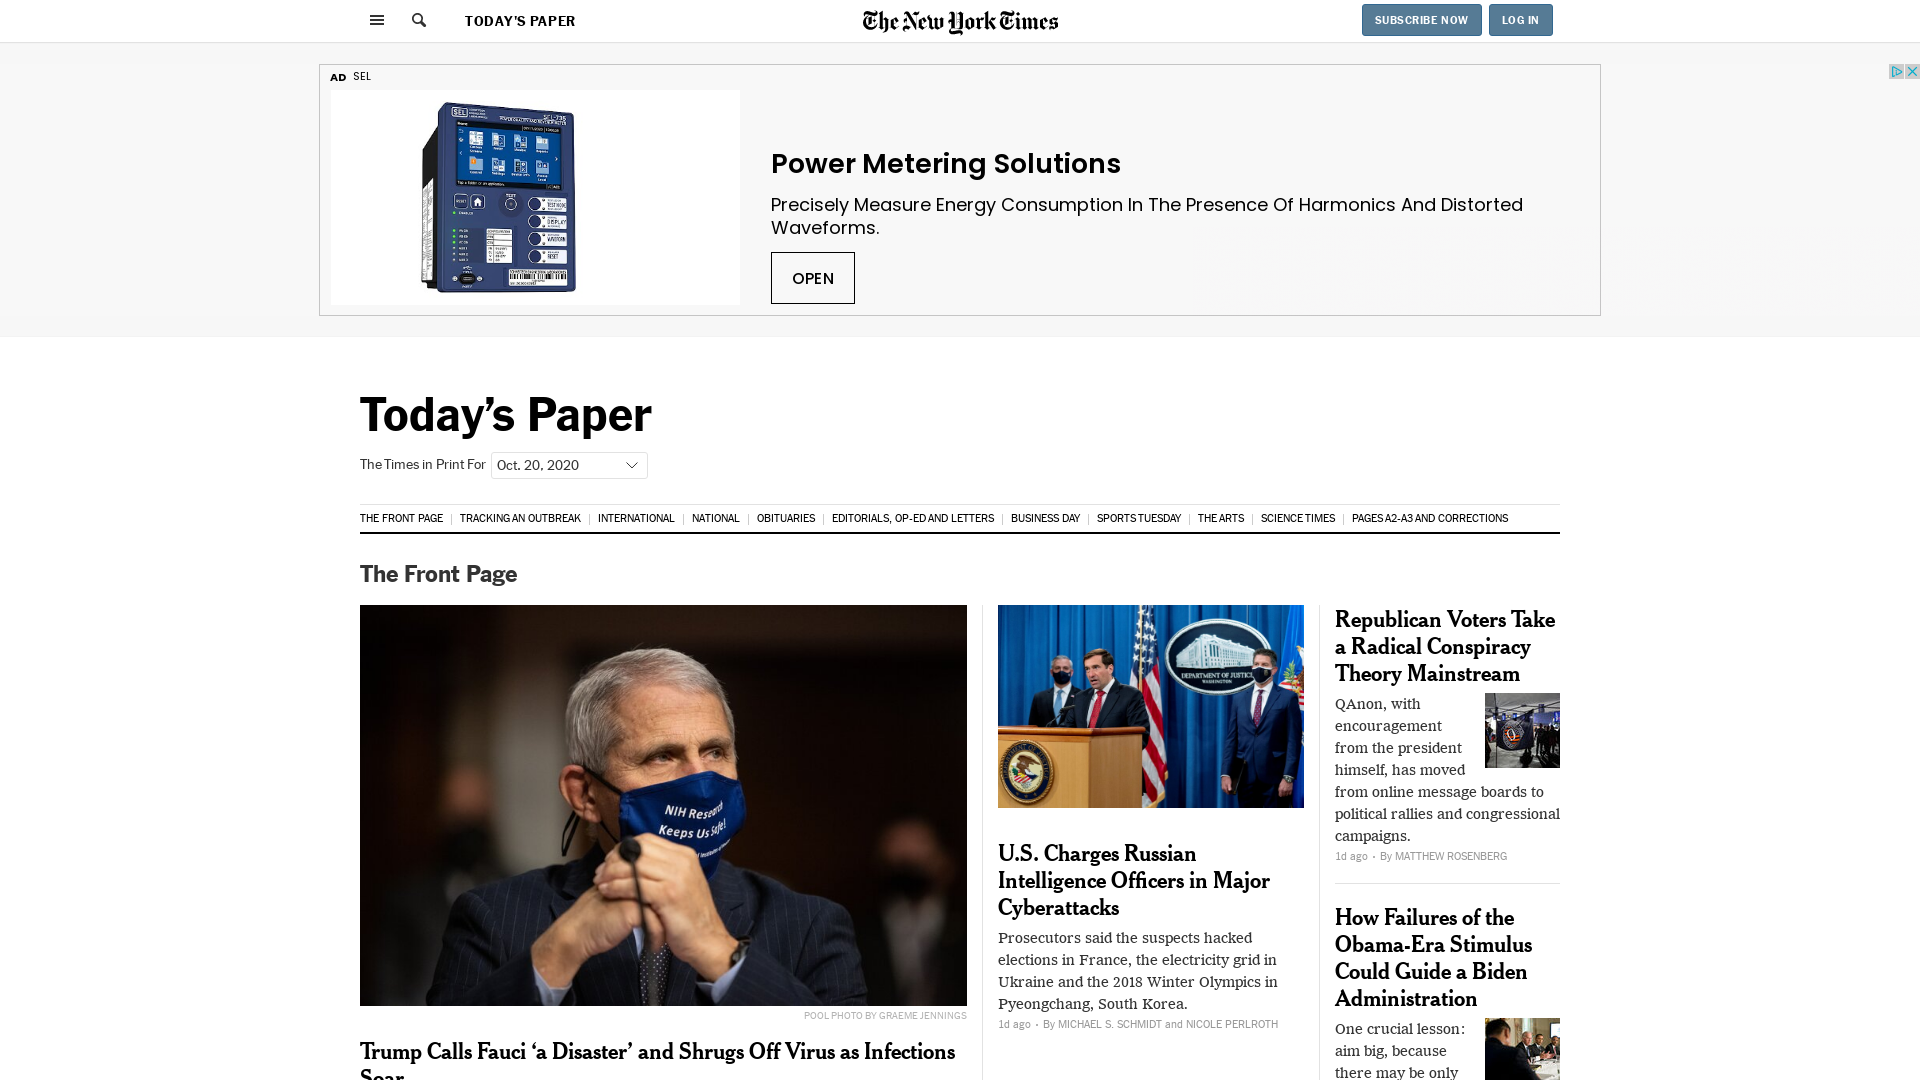 TODAY'S PAPER
The New York Times
SUBSCRIBE NOW
LOG IN
AD SEL
Power Metering Solutions
Precisely Measure Energy Consumption In The Presence Of Harmonics And Distorted
Waveforms.
OPEN
Today’s Paper
The Times in Print For Oct. 20, 2020
THE FRONT PAGE
TRACKING AN OUTBREAK
INTERNATIONAL
NATIONAL
OBITUARIES
EDITORIALS, OP-ED AND LETTERS
BUSINESS DAY
SPORTS TUESDAY
THE ARTS
SCIENCE TIMES
PAGES A2-A3 AND CORRECTIONS
The Front Page
NIH Research
Keeps Us Safe!
POOL PHOTO BY GRAEME JENNINGS
Trump Calls Fauci ‘a Disaster’ and Shrugs Off Virus as Infections
Soar
DEPARTMENT OF JUSTICE
WASHINGTON
U.S. Charges Russian
Intelligence Officers in Major
Cyberattacks
Prosecutors said the suspects hacked
elections in France, the electricity grid in
Ukraine and the 2018 Winter Olympics in
Pyeongchang, South Korea.
1d ago • By MICHAEL S. SCHMIDT and NICOLE PERLROTH
Republican Voters Take
a Radical Conspiracy
Theory Mainstream
QAnon, with
encouragement
from the president
himself, has moved
from online message boards to
political rallies and congressional
campaigns.
1d ago • By MATTHEW ROSENBERG
How Failures of the
Obama-Era Stimulus
Could Guide a Biden
Administration
One crucial lesson:
aim big, because
there may be only